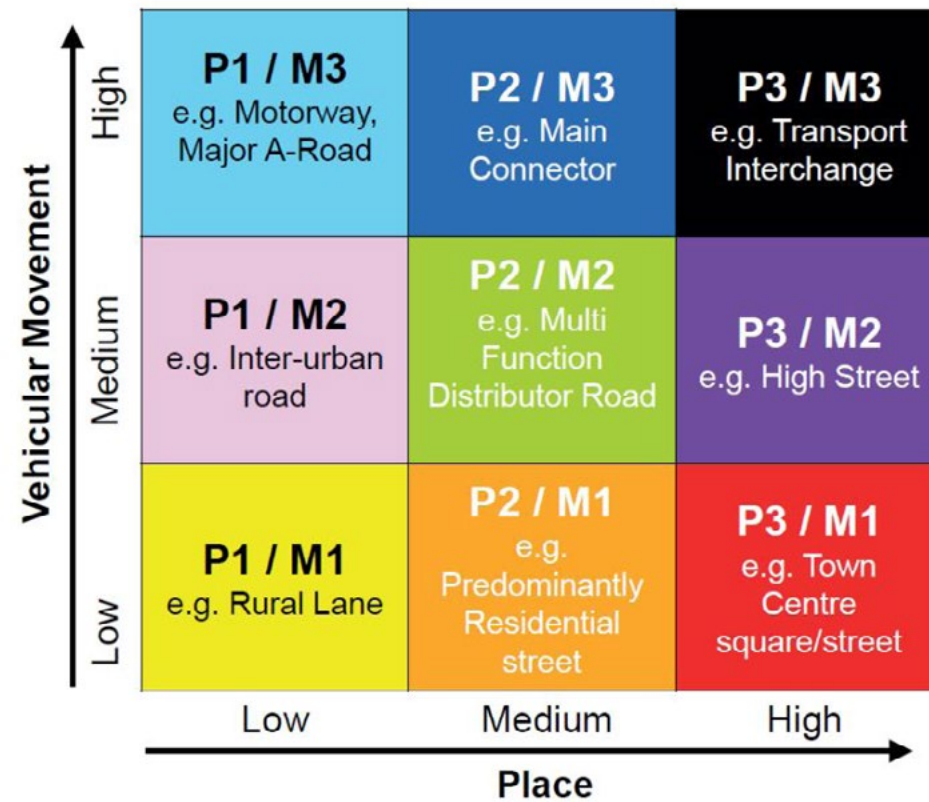 P1 / M3
e.g. Motorway,
Major A-Road
P2 / M3
e.g. Main
Connector
P3 / M3
e.g. Transport
Interchange
P1 / M2
e.g. Inter-urban
road
P2 / M2
e.g. Multi
Function
Distributor Road
P3 / M2
e.g. High Street
P1 / M1
e.g. Rural Lane
P2 / M1
e.g.
Predominantly
Residential
street
P3 / M1
e.g. Town
Centre
square/street
Vehicular Movement
High
Medium
Low
Low
Medium
High
Place